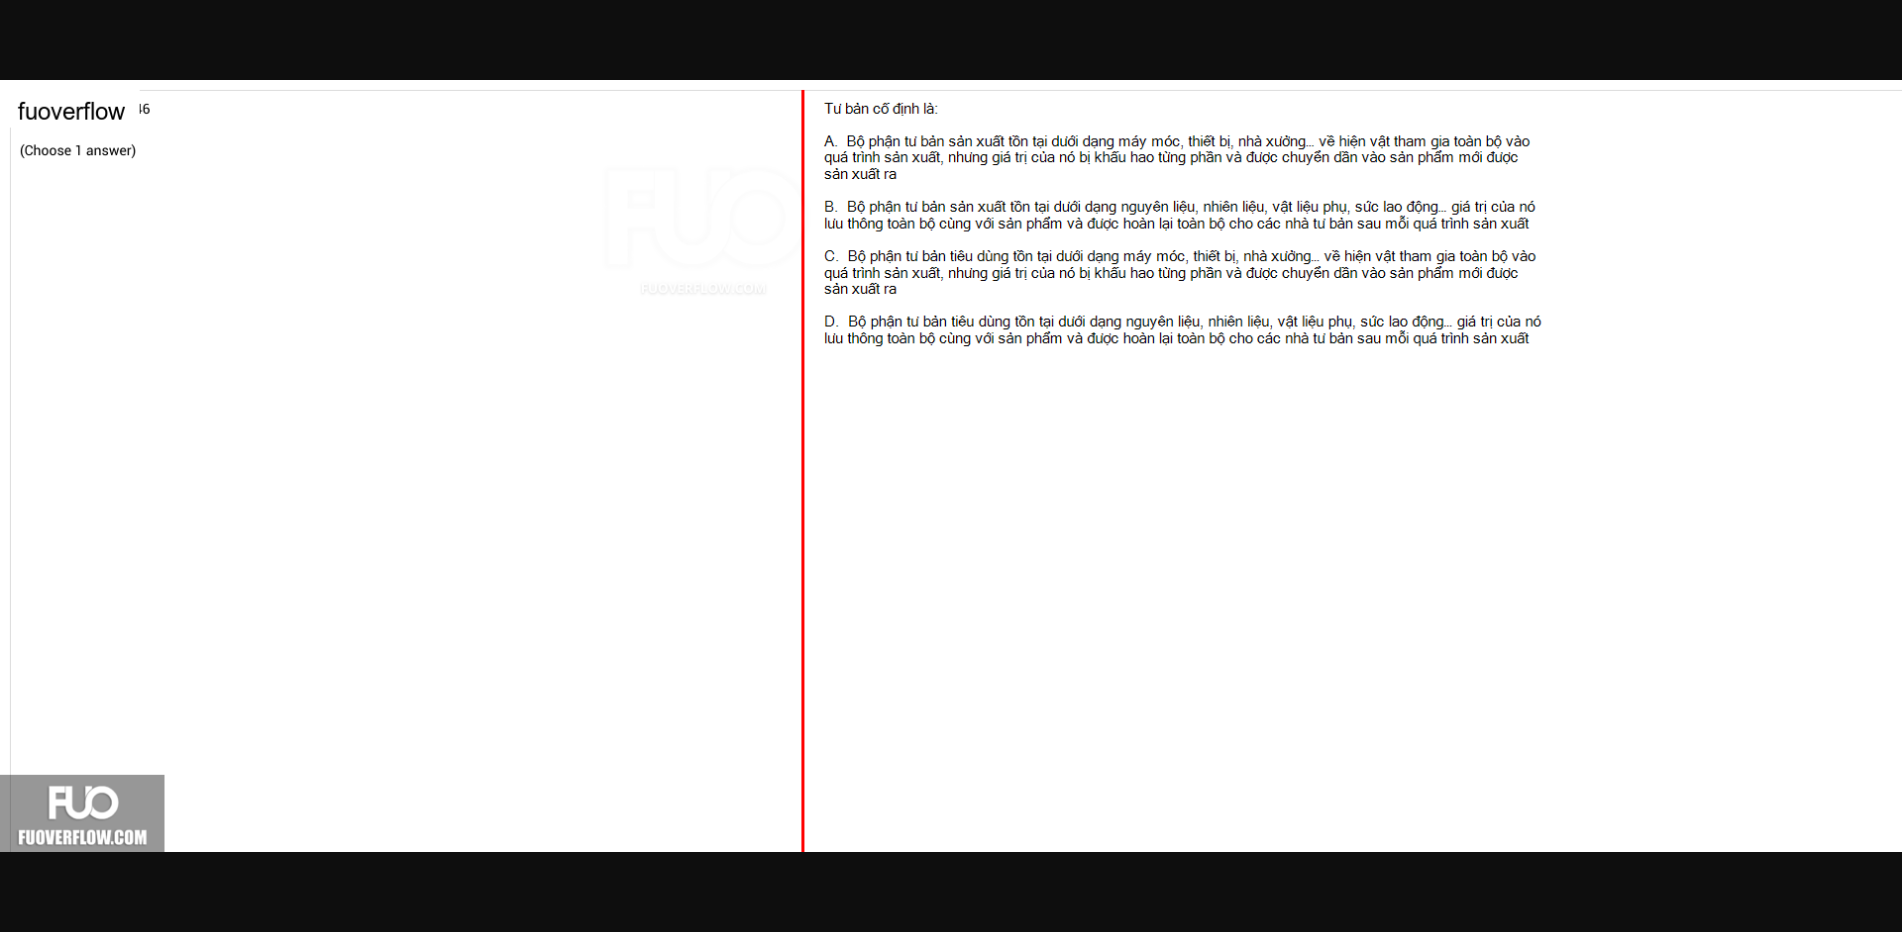 fuoverflow 46
(Choose 1 answer)
FUO
FUOVERFLOW.COM
Tư bản cố định là:
A. Bộ phận tư bản sản xuất tồn tại dưới dạng máy móc, thiết bị, nhà xưởng... về hiện vật tham gia toàn bộ vào
quá trình sản xuất, nhưng giá trị của nó bị khấu hao từng phần và được chuyển dần vào sản phẩm mới được
sản xuất ra
B. Bộ phận tư bản sản xuất tồn tại dưới dạng nguyên liệu, nhiên liệu, vật liệu phụ, sức lao động... giá trị của nó
lưu thông toàn bộ cùng với sản phẩm và được hoàn lại toàn bộ cho các nhà tư bản sau mỗi quá trình sản xuất
C. Bộ phận tư bản tiêu dùng tồn tại dưới dạng máy móc, thiết bị, nhà xưởng... về hiện vật tham gia toàn bộ vào
quá trình sản xuất, nhưng giá trị của nó bị khấu hao từng phần và được chuyển dần vào sản phẩm mới được
sản xuất ra
D. Bộ phận tư bản tiêu dùng tồn tại dưới dạng nguyên liệu, nhiên liệu, vật liệu phụ, sức lao động... giá trị của nó
lưu thông toàn bộ cùng với sản phẩm và được hoàn lại toàn bộ cho các nhà tư bản sau mỗi quá trình sản xuất
FUO
FUOVERFLOW.COM